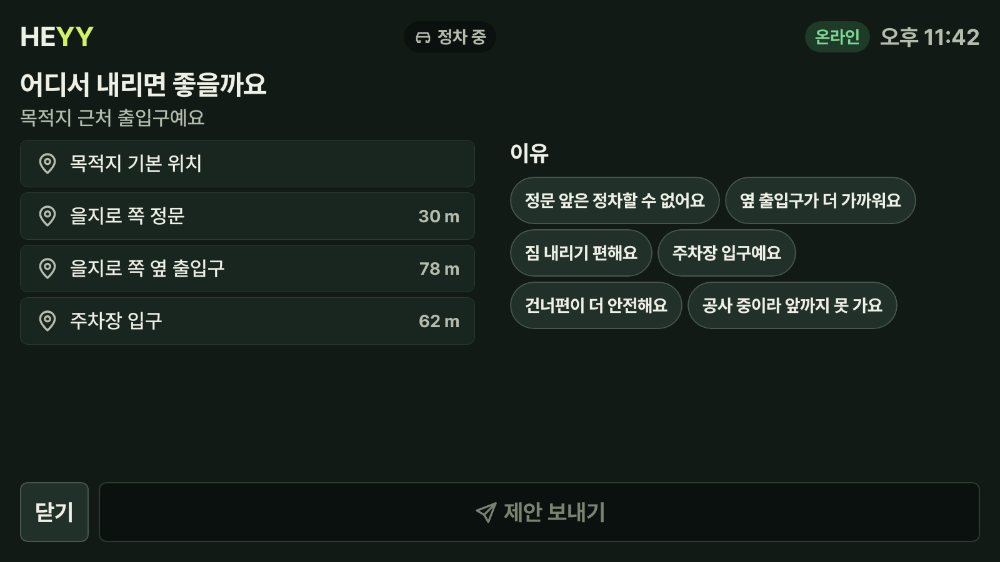 HEYY
정차 중
온라인 오후 11:42
어디서 내리면 좋을까요
목적지 근처 출입구예요
목적지 기본 위치
을지로 쪽 정문 30 m
을지로 쪽 옆 출입구 78 m
주차장 입구 62 m
이유
정문 앞은 정차할 수 없어요
옆 출입구가 더 가까워요
짐 내리기 편해요
주차장 입구예요
건너편이 더 안전해요
공사 중이라 앞까지 못 가요
닫기
제안 보내기